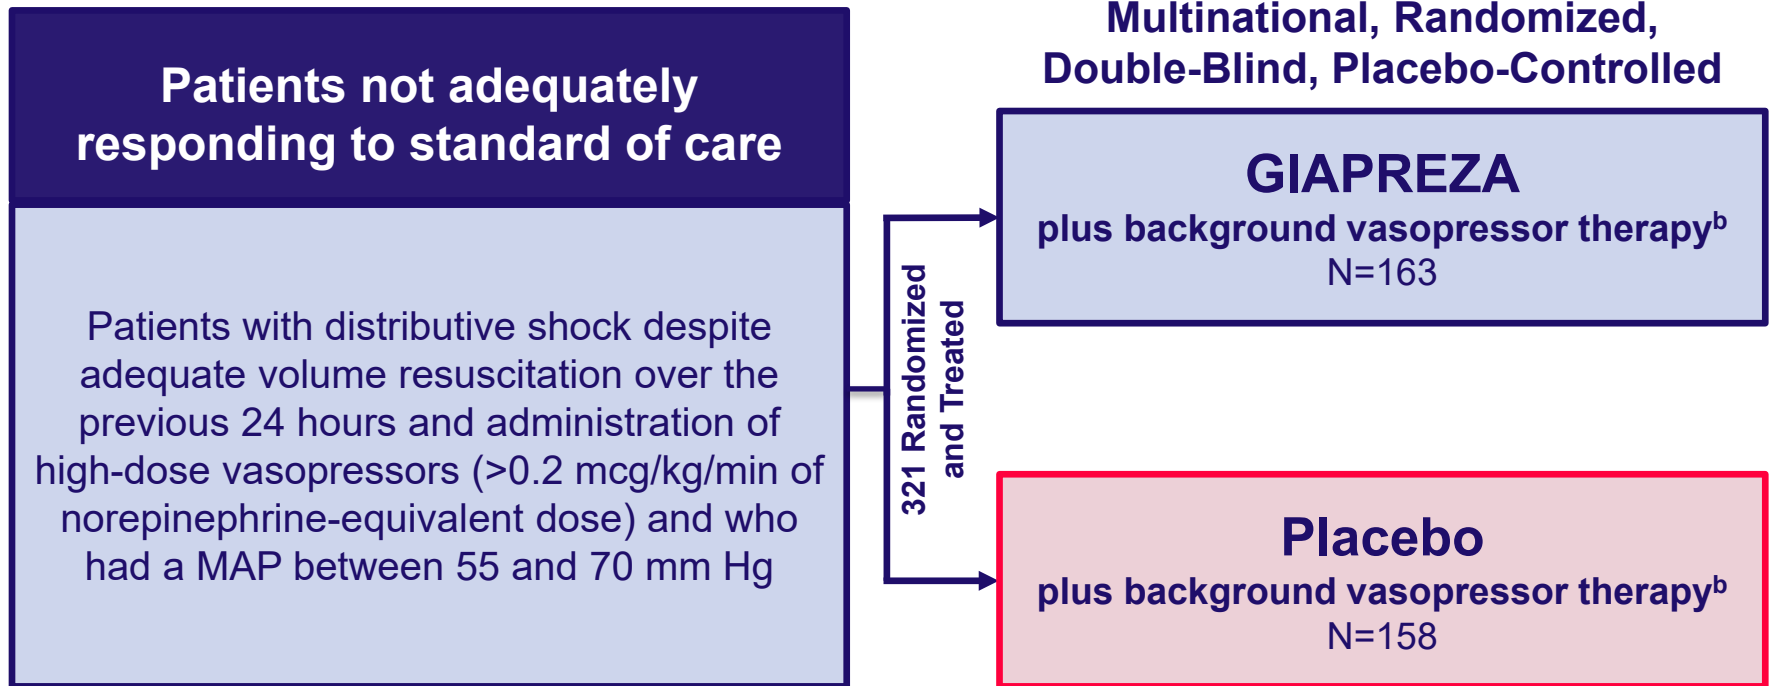 Patients not adequately
responding to standard of care
Patients with distributive shock despite
adequate volume resuscitation over the
previous 24 hours and administration of
high-dose vasopressors (>0.2 mcg/kg/min of
norepinephrine-equivalent dose) and who
had a MAP between 55 and 70 mm Hg
321 Randomized
and Treated
Multinational, Randomized,
Double-Blind, Placebo-Controlled
GIAPREZA
plus background vasopressor therapyᵇ
N=163
Placebo
plus background vasopressor therapyᵇ
N=158